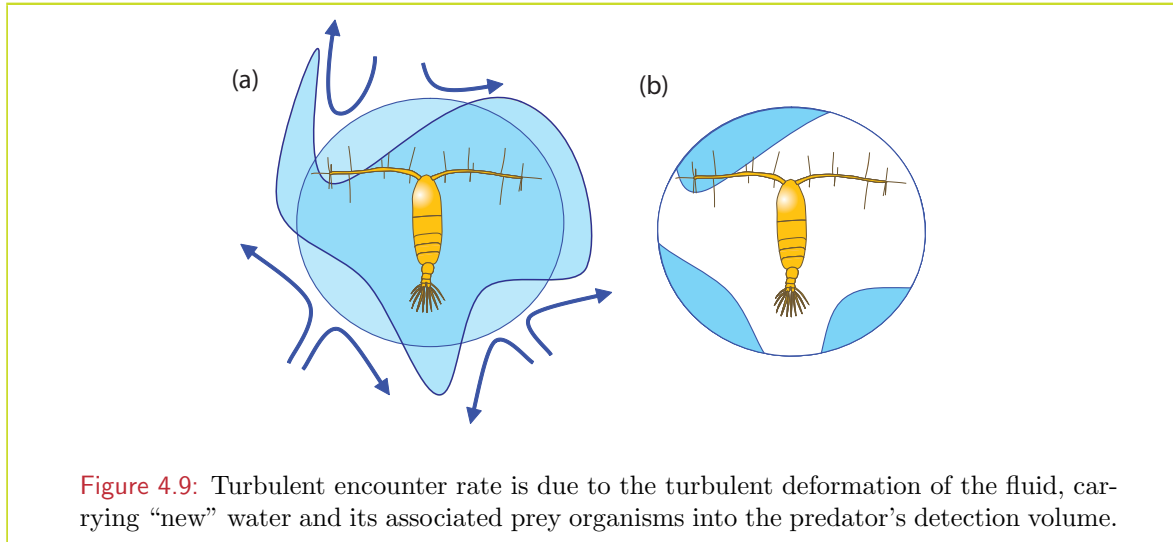 (a)
(b)
Figure 4.9: Turbulent encounter rate is due to the turbulent deformation of the fluid, car-
rying “new” water and its associated prey organisms into the predator’s detection volume.